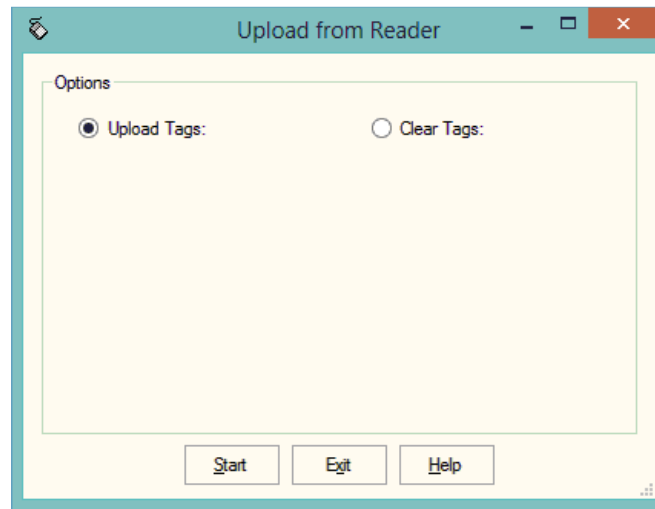 Upload from Reader
Options
Upload Tags: Clear Tags:
Start Exit Help